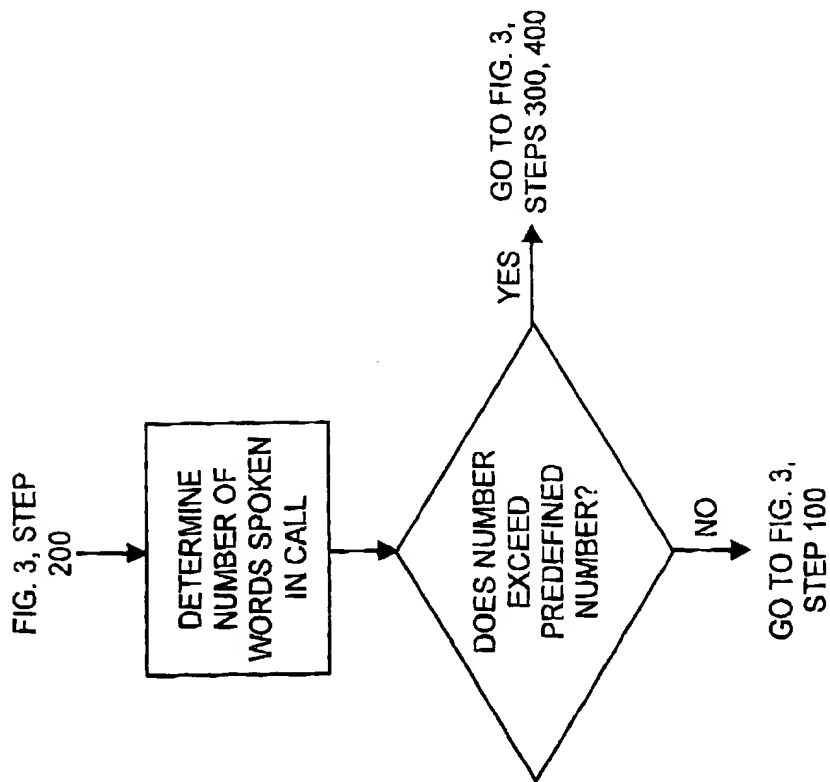 FIG. 3, STEP
200
DETERMINE
NUMBER OF
WORDS SPOKEN
IN CALL
DOES NUMBER
EXCEED
PREDEFINED
NUMBER?
YES
GO TO FIG. 3,
STEPS 300, 400
NO
GO TO FIG. 3,
STEP 100